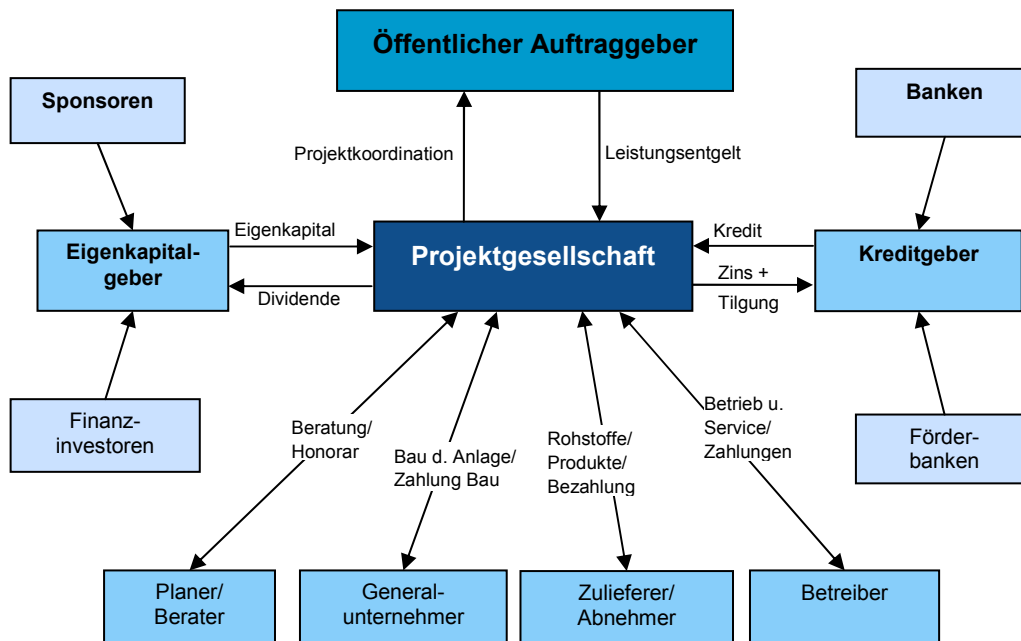 Öffentlicher Auftraggeber
Sponsoren
Banken
Projektkoordination
Leistungsentgelt
Eigenkapital-
geber
Eigenkapital
Dividende
Projektgesellschaft
Kredit
Zins +
Tilgung
Kreditgeber
Finanz-
investoren
Beratung/
Honorar
Bau d. Anlage/
Zahlung Bau
Rohstoffe/
Produkte/
Bezahlung
Betrieb u.
Service/
Zahlungen
Förder-
banken
Planer/
Berater
General-
unternehmer
Zulieferer/
Abnehmer
Betreiber